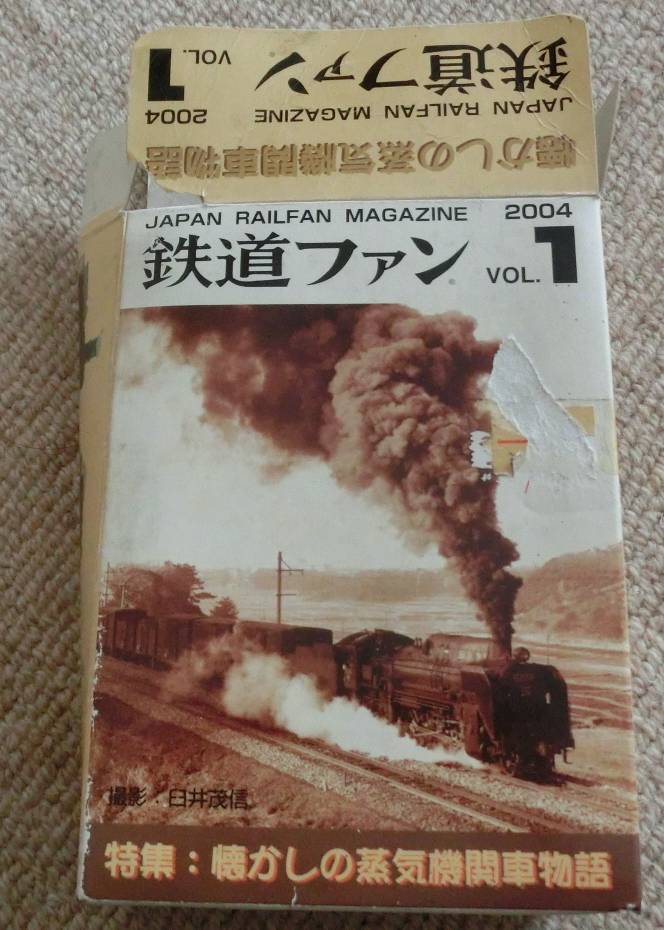 懐かしの蒸気機関車物語
JAPAN RAILFAN MAGAZINE 2004
鉄道ファン VOL.1
JAPAN RAILFAN MAGAZINE 2004
鉄道ファン VOL.1
撮影：臼井茂信
特集：懐かしの蒸気機関車物語